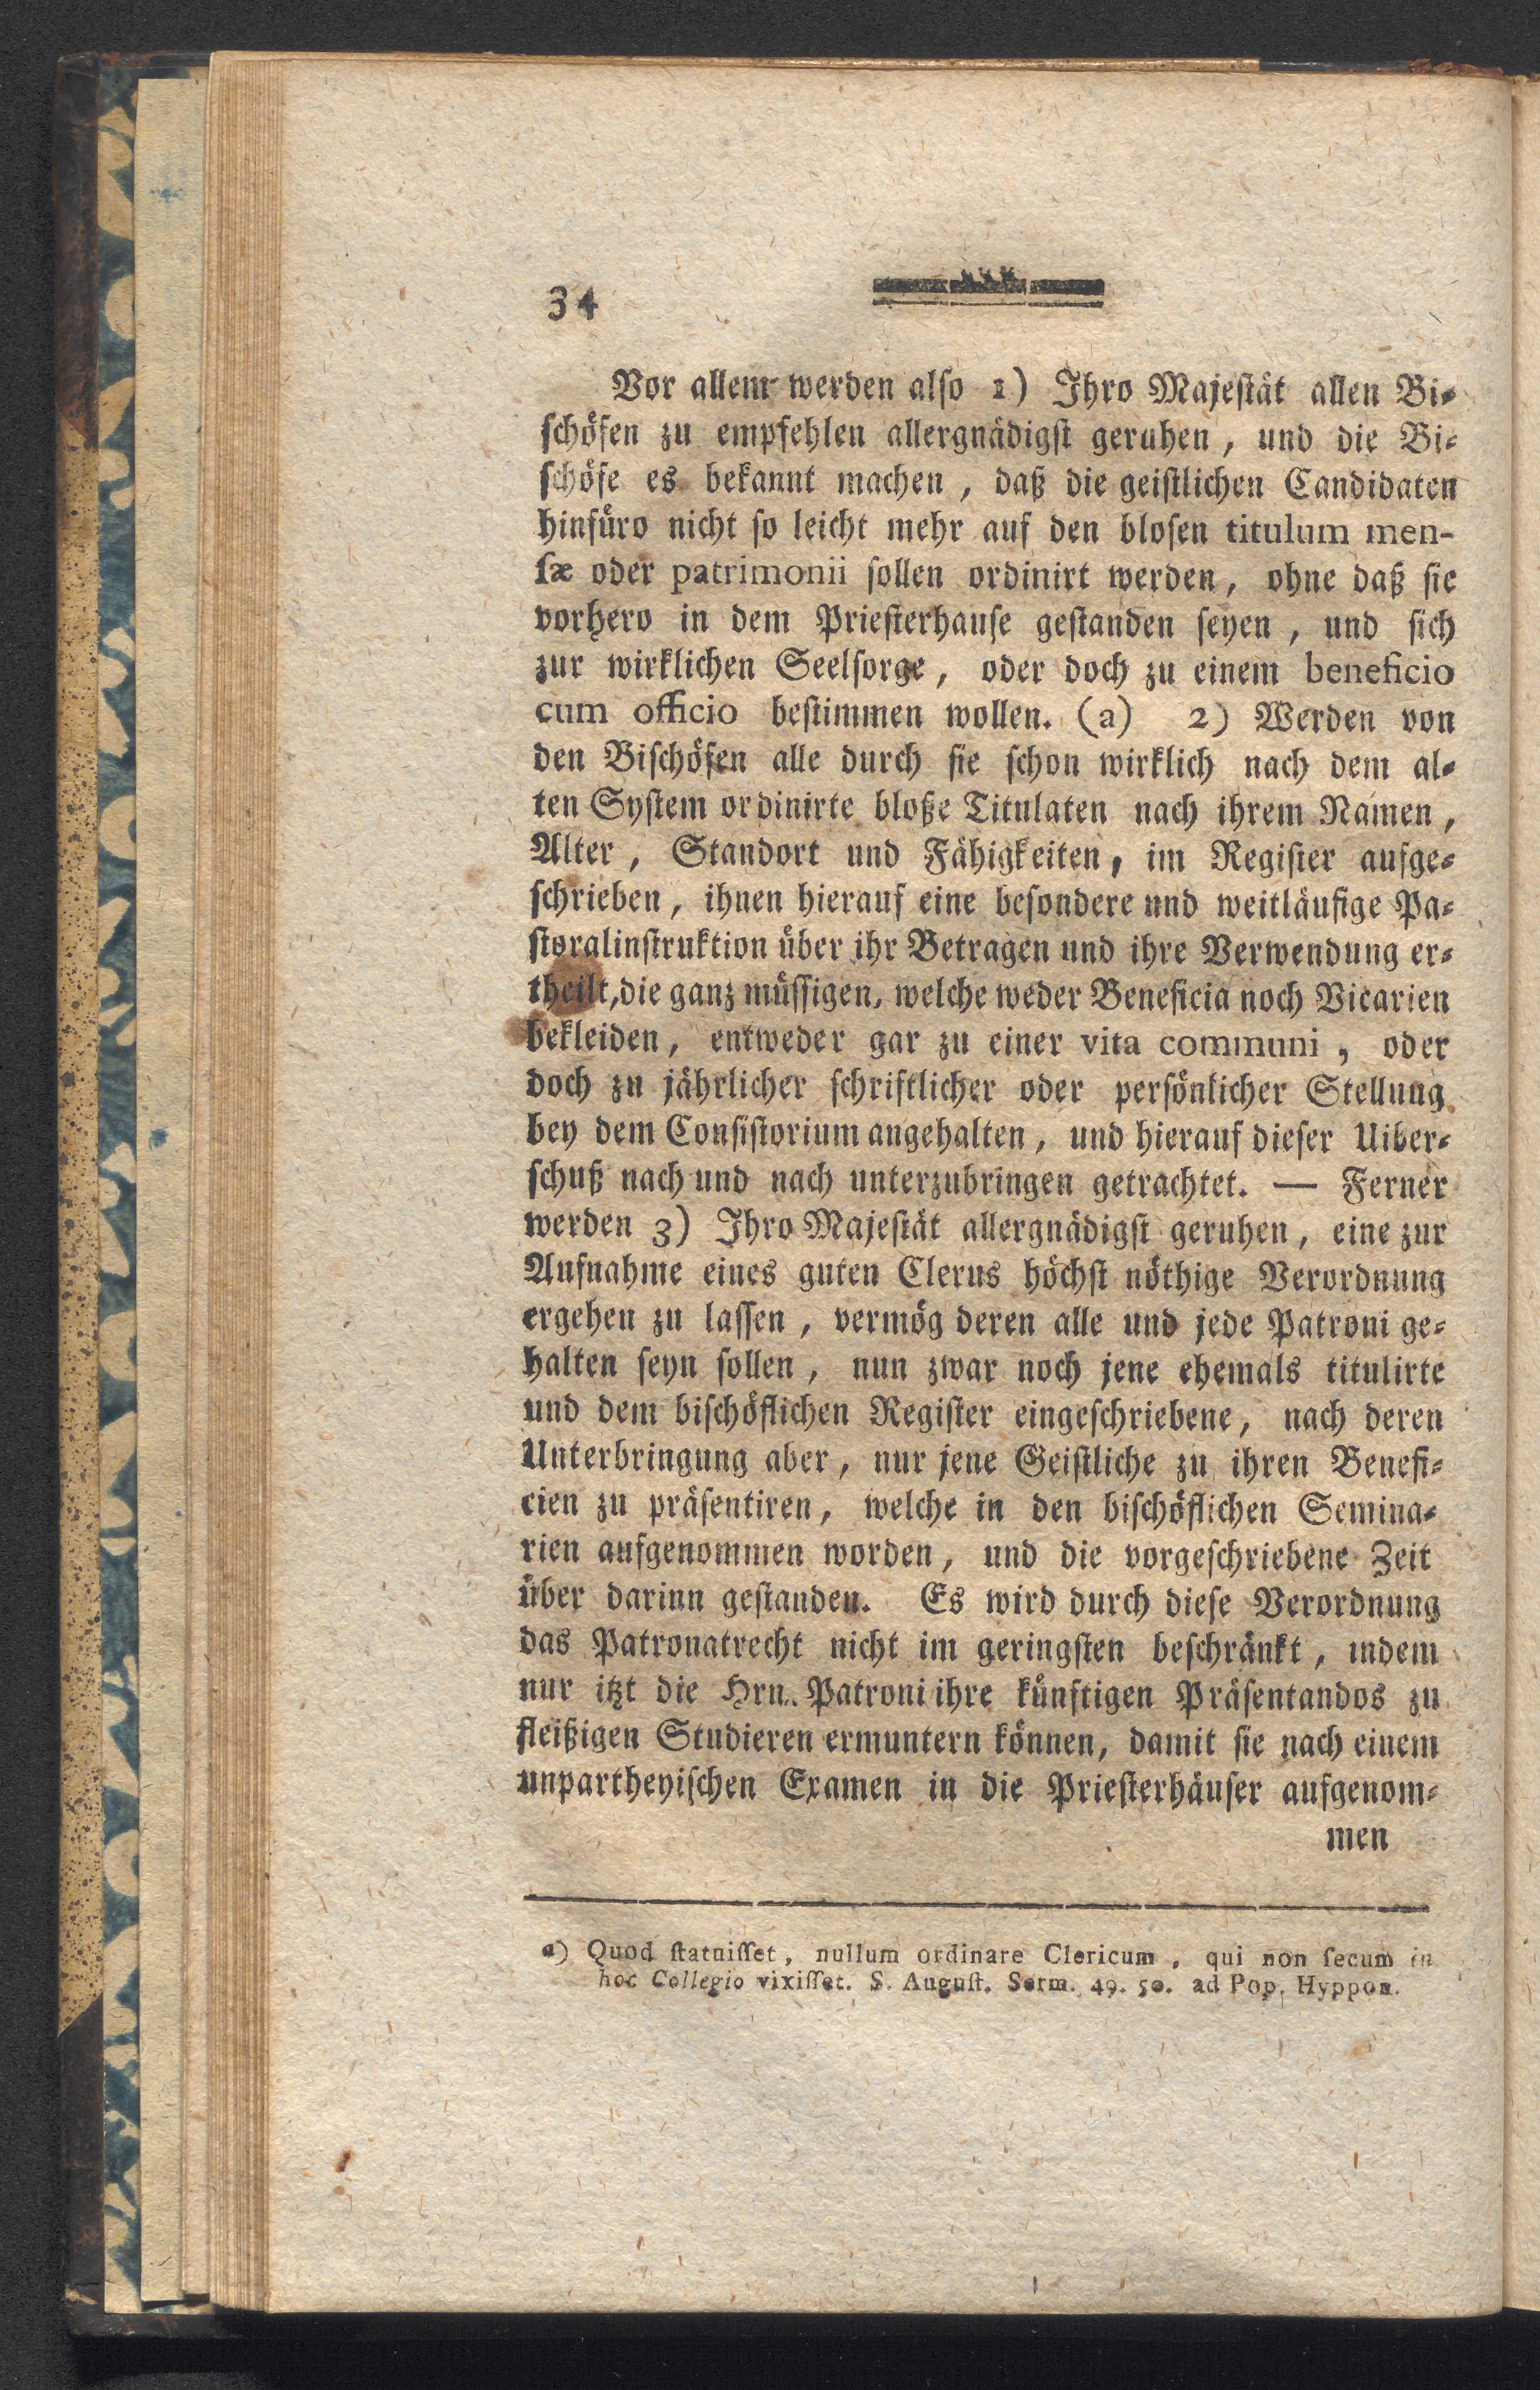 34
Vor allem werden also 1) Ihro Majestät allen Bi-
schöfen zu empfehlen allergnädigst geruhen, und die Bi-
schöfe es bekannt machen, daß die geistlichen Candidaten
hinfüro nicht so leicht mehr auf den blosen titulum men-
sæ oder patrimonii sollen ordinirt werden, ohne daß sie
vorhero in dem Priesterhause gestanden seyen, und sich
zur wirklichen Seelsorge, oder doch zu einem beneficio
cum officio bestimmen wollen. (a) 2) Werden von
den Bischöfen alle durch sie schon wirklich nach dem al-
ten System ordinirte bloße Titulaten nach ihrem Namen,
Alter, Standort und Fähigkeiten, im Register aufge-
schrieben, ihnen hierauf eine besondere und weitläufige Pa-
storalinstruktion über ihr Betragen und ihre Verwendung er-
theilt, die ganz müssigen, welche weder Beneficia noch Vicarien
bekleiden, entweder gar zu einer vita communi, oder
doch zu jährlicher schriftlicher oder persönlicher Stellung
bey dem Consistorium angehalten, und hierauf dieser Uiber-
schuß nach und nach unterzubringen getrachtet. — Ferner
werden 3) Ihro Majestät allergnädigst geruhen, eine zur
Aufnahme eines guten Clerus höchst nöthige Verordnung
ergehen zu lassen, vermög deren alle und jede Patroni ge-
halten seyn sollen, nun zwar noch jene ehemals titulirte
und dem bischöflichen Register eingeschriebene, nach deren
Unterbringung aber, nur jene Geistliche zu ihren Benefi-
cien zu präsentiren, welche in den bischöflichen Semina-
rien aufgenommen worden, und die vorgeschriebene Zeit
über darinn gestanden. Es wird durch diese Verordnung
das Patronatrecht nicht im geringsten beschränkt, indem
nur itzt die Hrn. Patroni ihre künftigen Präsentandos zu
fleißigen Studieren ermuntern können, damit sie nach einem
unpartheyischen Examen in die Priesterhäuser aufgenom-
men
a) Quod statuisset, nullum ordinare Clericum, qui non secum in
hoc Collegio vixisset. S. August. Serm. 49. 50. ad Pop. Hyppon.